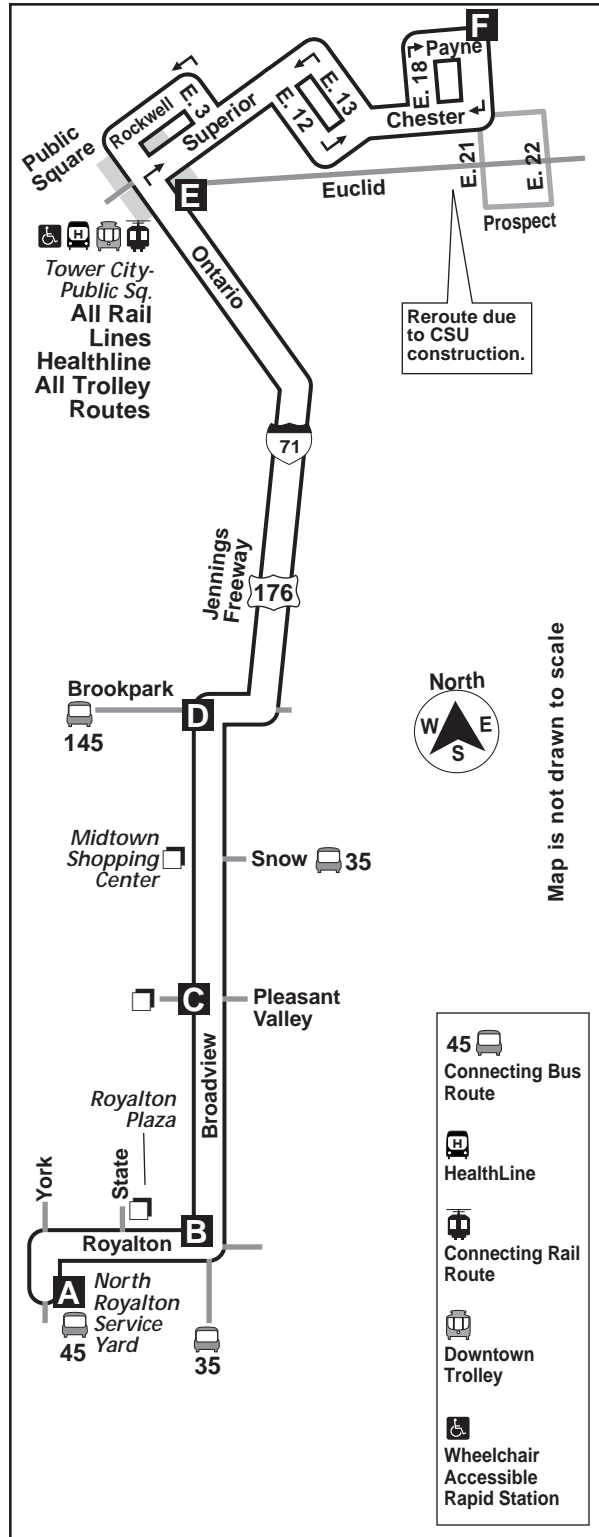 F
Payne
E. 18
Chester
E. 13
E. 12
E. 3
Rockwell
Superior
Public
Square
E
Euclid
E. 21
E. 22
Prospect
Ontario
H
Tower City-
Public Sq.
All Rail
Lines
Healthline
All Trolley
Routes
Reroute due
to CSU
construction.
71
Jennings
Freeway
176
Brookpark
D
145
North
W
E
S
Map is not drawn to scale
Midtown
Shopping
Center
Snow
35
C
Pleasant
Valley
Broadview
Royalton
Plaza
York
State
B
Royalton
A
North
Royalton
Service
Yard
45
35
45
Connecting Bus
Route
H
HealthLine
Connecting Rail
Route
Downtown
Trolley
Wheelchair
Accessible
Rapid Station